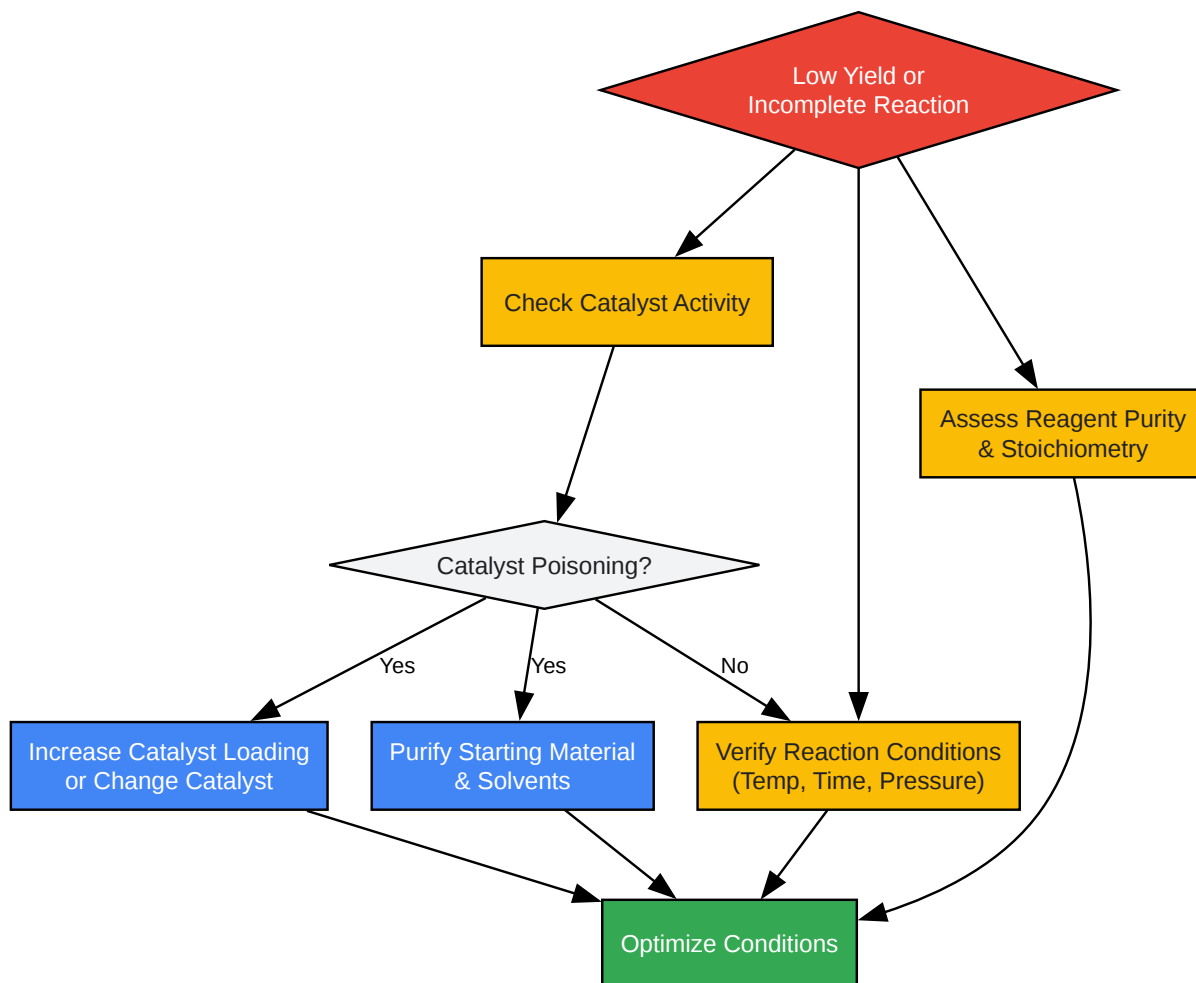 Low Yield or
Incomplete Reaction
Check Catalyst Activity
Assess Reagent Purity
& Stoichiometry
Catalyst Poisoning?
Yes
Yes
No
Increase Catalyst Loading
or Change Catalyst
Purify Starting Material
& Solvents
Verify Reaction Conditions
(Temp, Time, Pressure)
Optimize Conditions